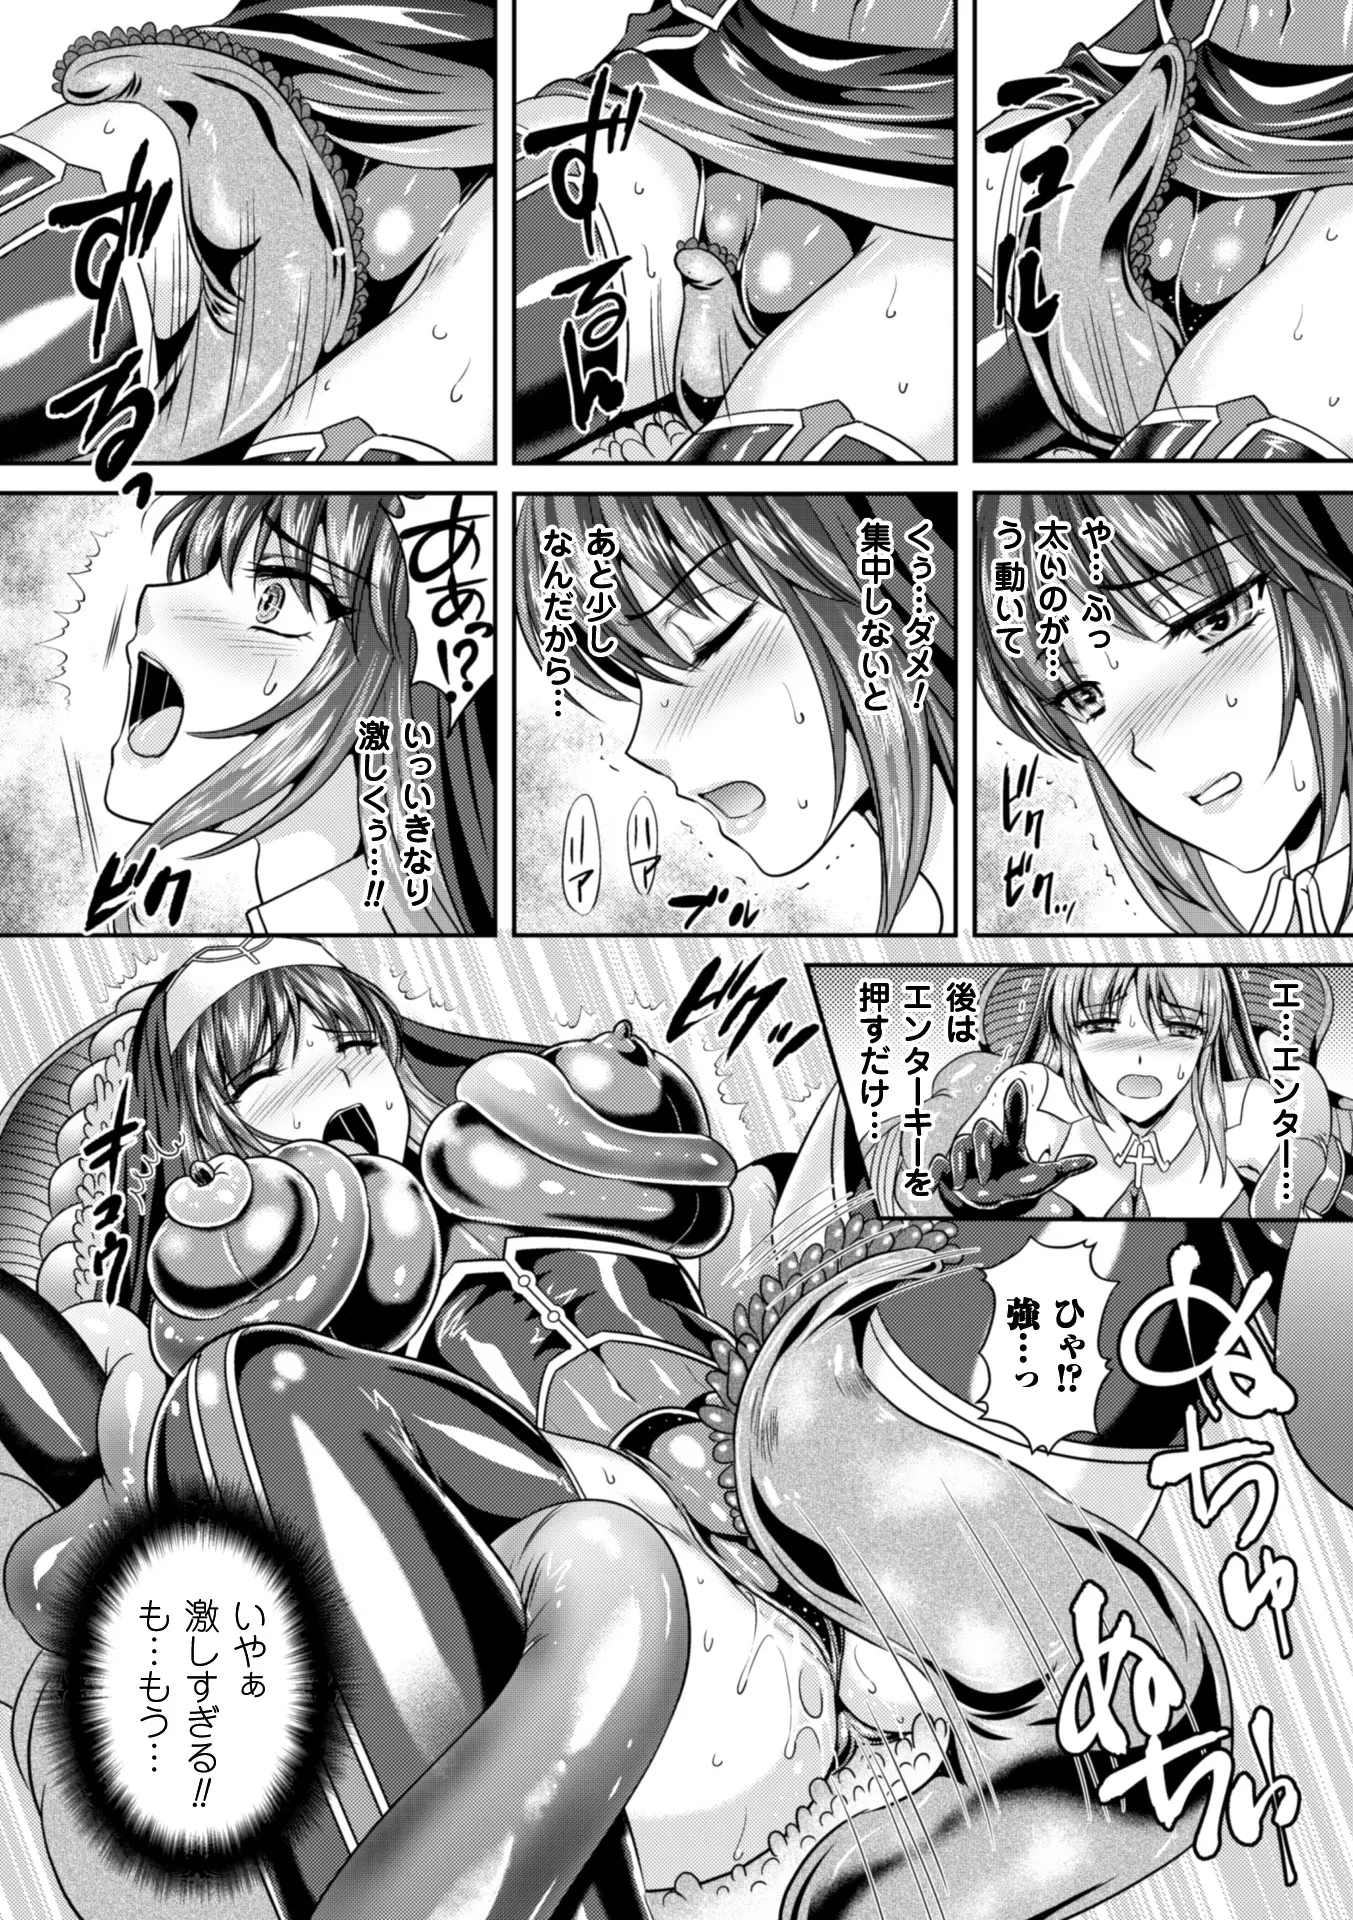 ヂュルレ
ずずるん
ずずるっ
や…ふっ
太いのが…
う動いて
ビク
ビクッ
くぅ…ダメ！
集中しないと
あと少し
なんだから…
ハァ
ハァ
ブル
ああぁっ!?
いっいきなり
激しくぅ…!!
ビク
エ…エンター…
後は
エンターキーを
押すだけ…
ビクッ
キュウ
ひゃ!?
強…っ
ぬちゅ
ぬちゅ
いやぁ
激しすぎる!!
も…もう…